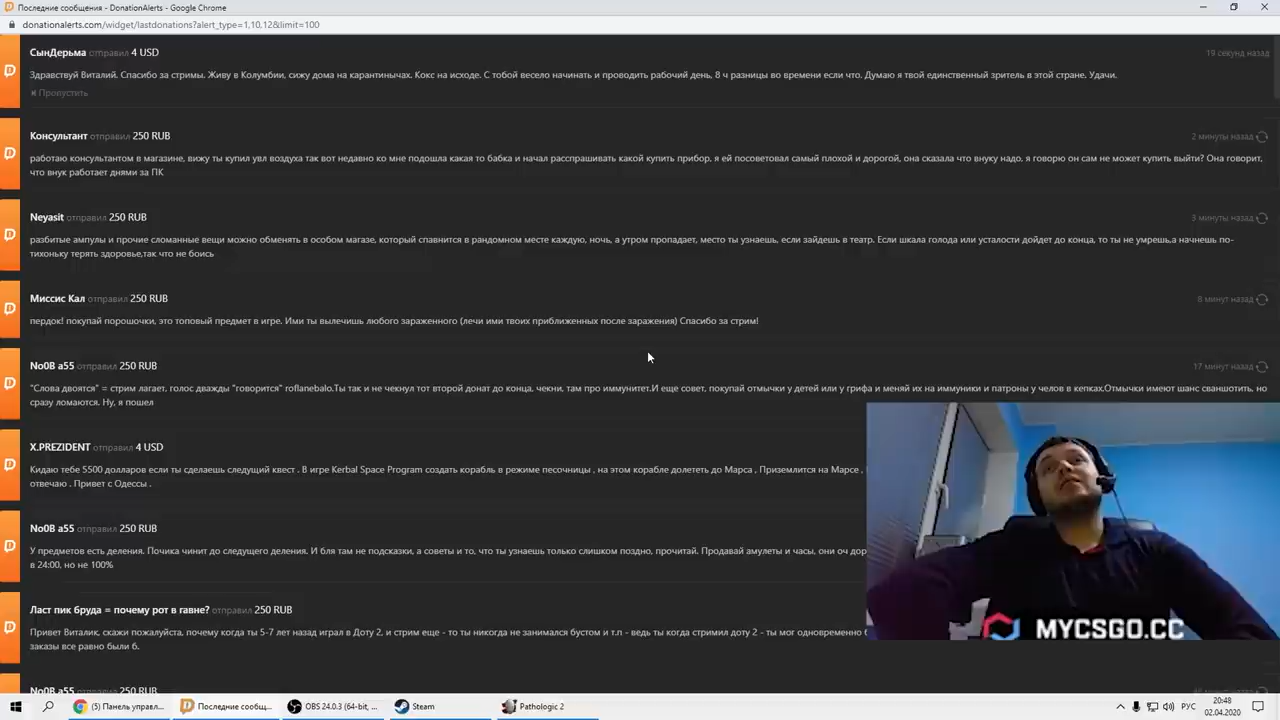 Последние сообщения - DonationAlerts - Google Chrome
donationalerts.com/widget/lastdonations?alert_type=1,10,12&limit=100
СынДерьма отправил 4 USD
19 секунд назад
Здравствуй Виталий. Спасибо за стримы. Живу в Колумбии, сижу дома на карантинычах. Кокс на исходе. С тобой весело начинать и проводить рабочий день, 8 ч разницы во времени если что. Думаю я твой единственный зритель в этой стране. Удачи.
Пропустить
Консультант отправил 250 RUB
2 минуты назад
работаю консультантом в магазине, вижу ты купил увл воздуха так вот недавно ко мне подошла какая то бабка и начал расспрашивать какой купить прибор, я ей посоветовал самый плохой и дорогой, она сказала что внуку надо, я говорю он сам не может купить выйти? Она говорит,
что внук работает днями за ПК
Neyasit отправил 250 RUB
3 минуты назад
разбитые ампулы и прочие сломанные вещи можно обменять в особом магазе, который спавнится в рандомном месте каждую, ночь, а утром пропадает, место ты узнаешь, если зайдешь в театр. Если шкала голода или усталости дойдет до конца, то ты не умрешь,а начнешь по-
тихоньку терять здоровье,так что не боись
Миссис Кал отправил 250 RUB
8 минут назад
пердок! покупай порошочки, это топовый предмет в игре. Ими ты вылечишь любого зараженного (лечи ими твоих приближенных после заражения) Спасибо за стрим!
No0B a55 отправил 250 RUB
17 минут назад
"Слова двоятся" = стрим лагает, голос дважды "говорится" roflanebalo.Ты так и не чекнул тот второй донат до конца, чекни, там про иммунитет.И еще совет, покупай отмычки у детей или у грифа и меняй их на иммуники и патроны у челов в кепках.Отмычки имеют шанс сваншотить, но
сразу ломаются. Ну, я пошел
X.PREZIDENT отправил 4 USD
Кидаю тебе 5500 долларов если ты сделаешь следущий квест . В игре Kerbal Space Program создать корабль в режиме песочницы , на этом корабле долететь до Марса , Приземлится на Марсе ,
отвечаю . Привет с Одессы .
No0B a55 отправил 250 RUB
У предметов есть деления. Почика чинит до следущего деления. И бля там не подсказки, а советы и то, что ты узнаешь только слишком поздно, прочитай. Продавай амулеты и часы, они оч дор
в 24:00, но не 100%
Ласт пик бруда = почему рот в гавне? отправил 250 RUB
Привет Виталик, скажи пожалуйста, почему когда ты 5-7 лет назад играл в Доту 2, и стрим еще - то ты никогда не занимался бустом и т.п - ведь ты когда стримил доту 2 - ты мог одновременно
заказы все равно были б.
MYCSGO.CC
No0B a55 отправил 250 RUB
(5) Панель управл...
Последние сообщ...
OBS 24.0.3 (64-bit, ...
Steam
Pathologic 2
РУС
20:48
02.04.2020